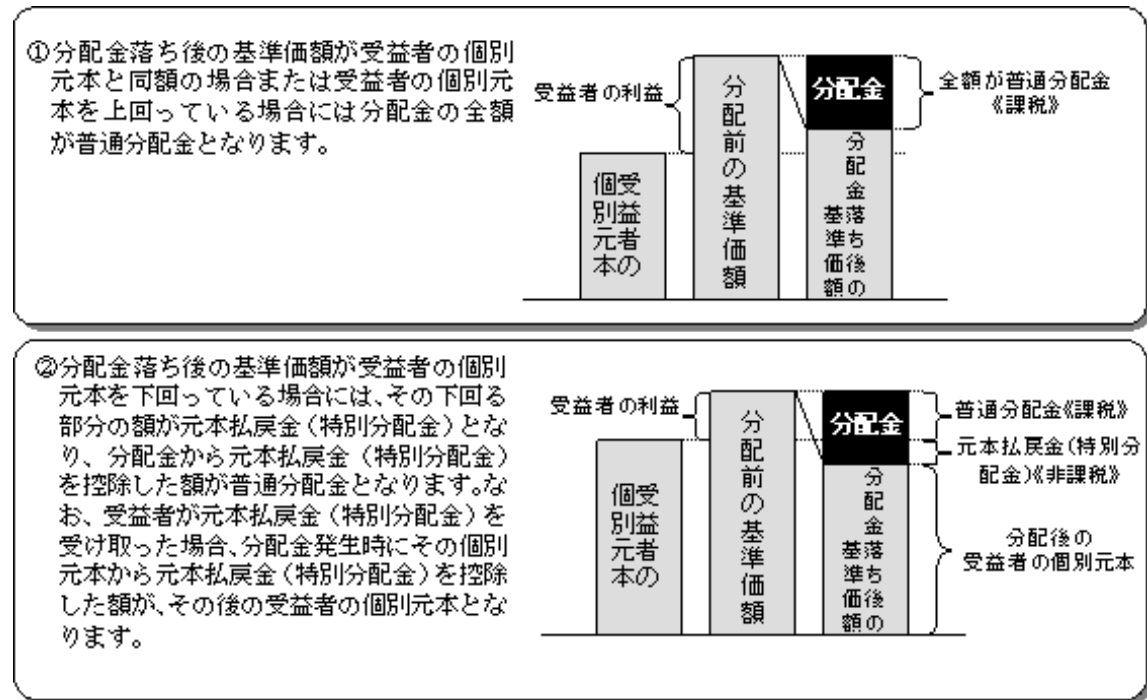 ①分配金落ち後の基準価額が受益者の個別
元本と同額の場合または受益者の個別元
本を上回っている場合には分配金の全額
が普通分配金となります。
受益者の利益
受益者の
個別元本
分配前の基準価額
分配金
分配金落ち後の
基準価額
全額が普通分配金
《課税》
②分配金落ち後の基準価額が受益者の個別
元本を下回っている場合には、その下回る
部分の額が元本払戻金（特別分配金）とな
り、分配金から元本払戻金（特別分配金）
を控除した額が普通分配金となります。な
お、受益者が元本払戻金（特別分配金）を
受け取った場合、分配金発生時にその個別
元本から元本払戻金（特別分配金）を控除
した額が、その後の受益者の個別元本とな
ります。
受益者の利益
受益者の
個別元本
分配前の基準価額
分配金
分配金落ち後の
基準価額
普通分配金《課税》
元本払戻金(特別分
配金)《非課税》
分配後の
受益者の個別元本